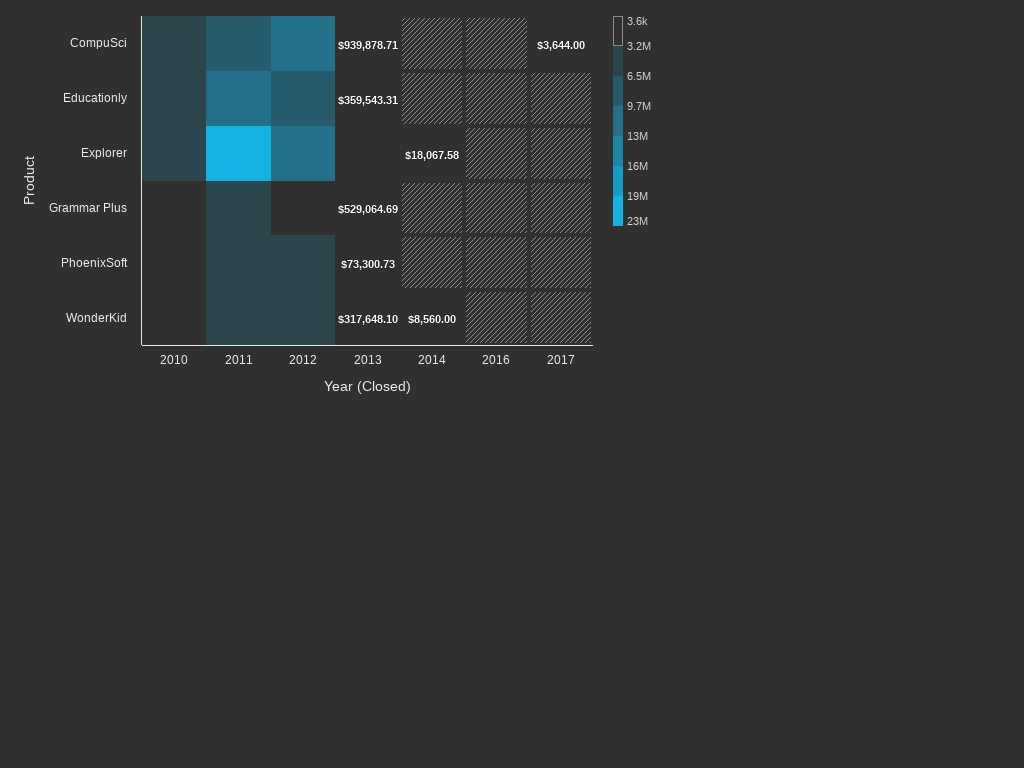 CompuSci $939,878.71 $3,644.00
Educationly $359,543.31
Explorer $18,067.58
Grammar Plus $529,064.69
PhoenixSoft $73,300.73
WonderKid $317,648.10 $8,560.00
Product
2010 2011 2012 2013 2014 2016 2017
Year (Closed)
3.6k
3.2M
6.5M
9.7M
13M
16M
19M
23M